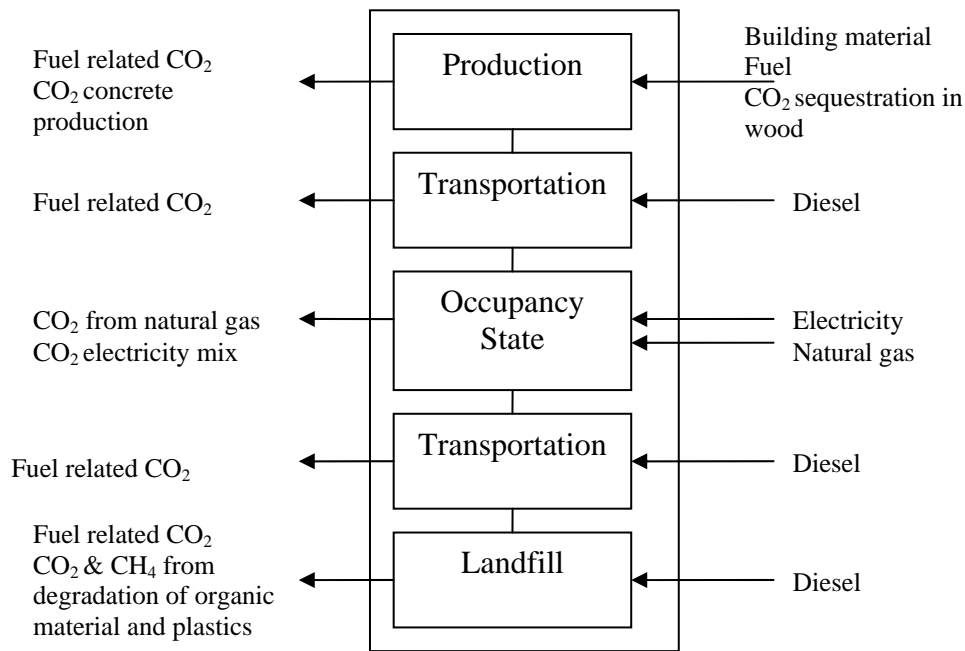 Fuel related CO₂
CO₂ concrete
production
Production
Building material
Fuel
CO₂ sequestration in
wood
Fuel related CO₂
Transportation
Diesel
CO₂ from natural gas
CO₂ electricity mix
Occupancy
State
Electricity
Natural gas
Fuel related CO₂
Transportation
Diesel
Fuel related CO₂
CO₂ & CH₄ from
degradation of organic
material and plastics
Landfill
Diesel